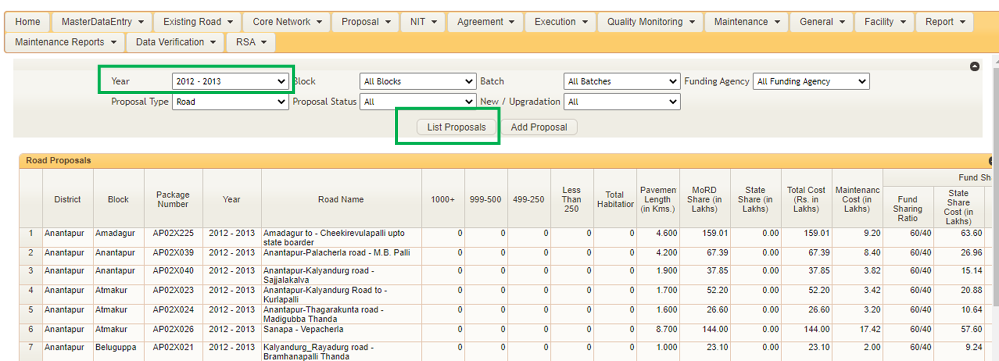 Home MasterDataEntry Existing Road Core Network Proposal NIT Agreement Execution Quality Monitoring Maintenance General Facility Report
Maintenance Reports Data Verification RSA
Year 2012 - 2013 Block All Blocks Batch All Batches Funding Agency All Funding Agency
Proposal Type Road Proposal Status All New / Upgradation All
List Proposals Add Proposal
Road Proposals
Fund Sh
District Block Package Number Year Road Name 1000+ 999-500 499-250 Less Than 250 Total Habitation Pavement Length (in Kms.) MoRD Share (in Lakhs) State Share (in Lakhs) Total Cost (Rs. in Lakhs) Maintenanc Cost (in Lakhs) Fund Sharing Ratio State Share Cost (in Lakhs)
1 Anantapur Amadagur AP02X225 2012 - 2013 Amadagur to - Cheekirevulapalli upto 0 0 0 0 0 4.600 159.01 0.00 159.01 9.20 60/40 63.60
state boarder
2 Anantapur Anantapur AP02X039 2012 - 2013 Anantapur-Palacherla road - M.B. Palli 0 0 0 0 0 4.200 67.39 0.00 67.39 8.40 60/40 26.96
3 Anantapur Anantapur AP02X040 2012 - 2013 Anantapur-Kalyandurg road - 0 0 0 0 0 1.900 37.85 0.00 37.85 3.82 60/40 15.14
Sajjalakalva
4 Anantapur Atmakur AP02X023 2012 - 2013 Anantapur-Kalyandurg Road to - 0 0 0 0 0 1.700 52.20 0.00 52.20 3.42 60/40 20.88
Kurlapalli
5 Anantapur Atmakur AP02X024 2012 - 2013 Anantapur-Thagarakunta road - 0 0 0 0 0 1.600 26.60 0.00 26.60 3.20 60/40 10.64
Madigubba Thanda
6 Anantapur Atmakur AP02X026 2012 - 2013 Sanapa - Vepacherla 0 0 0 0 0 8.700 144.00 0.00 144.00 17.42 60/40 57.60
7 Anantapur Beluguppa AP02X021 2012 - 2013 Kalyandurg_Rayadurg road - 0 0 0 0 0 1.000 23.10 0.00 23.10 2.00 60/40 9.24
Bramhanapalli Thanda